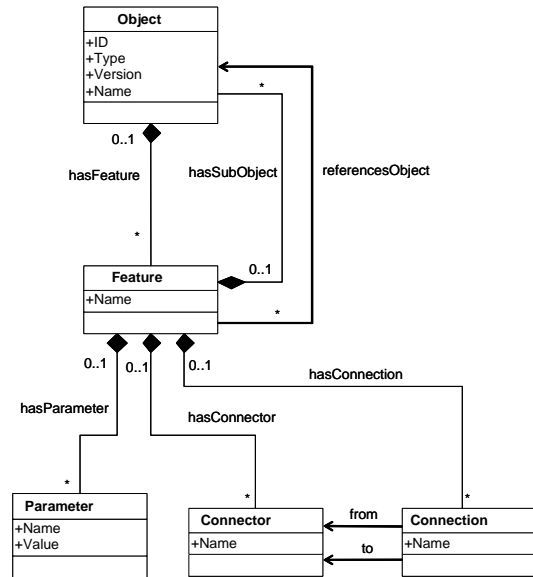 Object
+ID
+Type
+Version
+Name
*
0..1
hasFeature
hasSubObject
referencesObject
*
Feature
0..1
+Name
*
0..1
0..1
0..1
hasConnection
hasParameter
hasConnector
*
*
*
Parameter
+Name
+Value
Connector
+Name
from
to
Connection
+Name